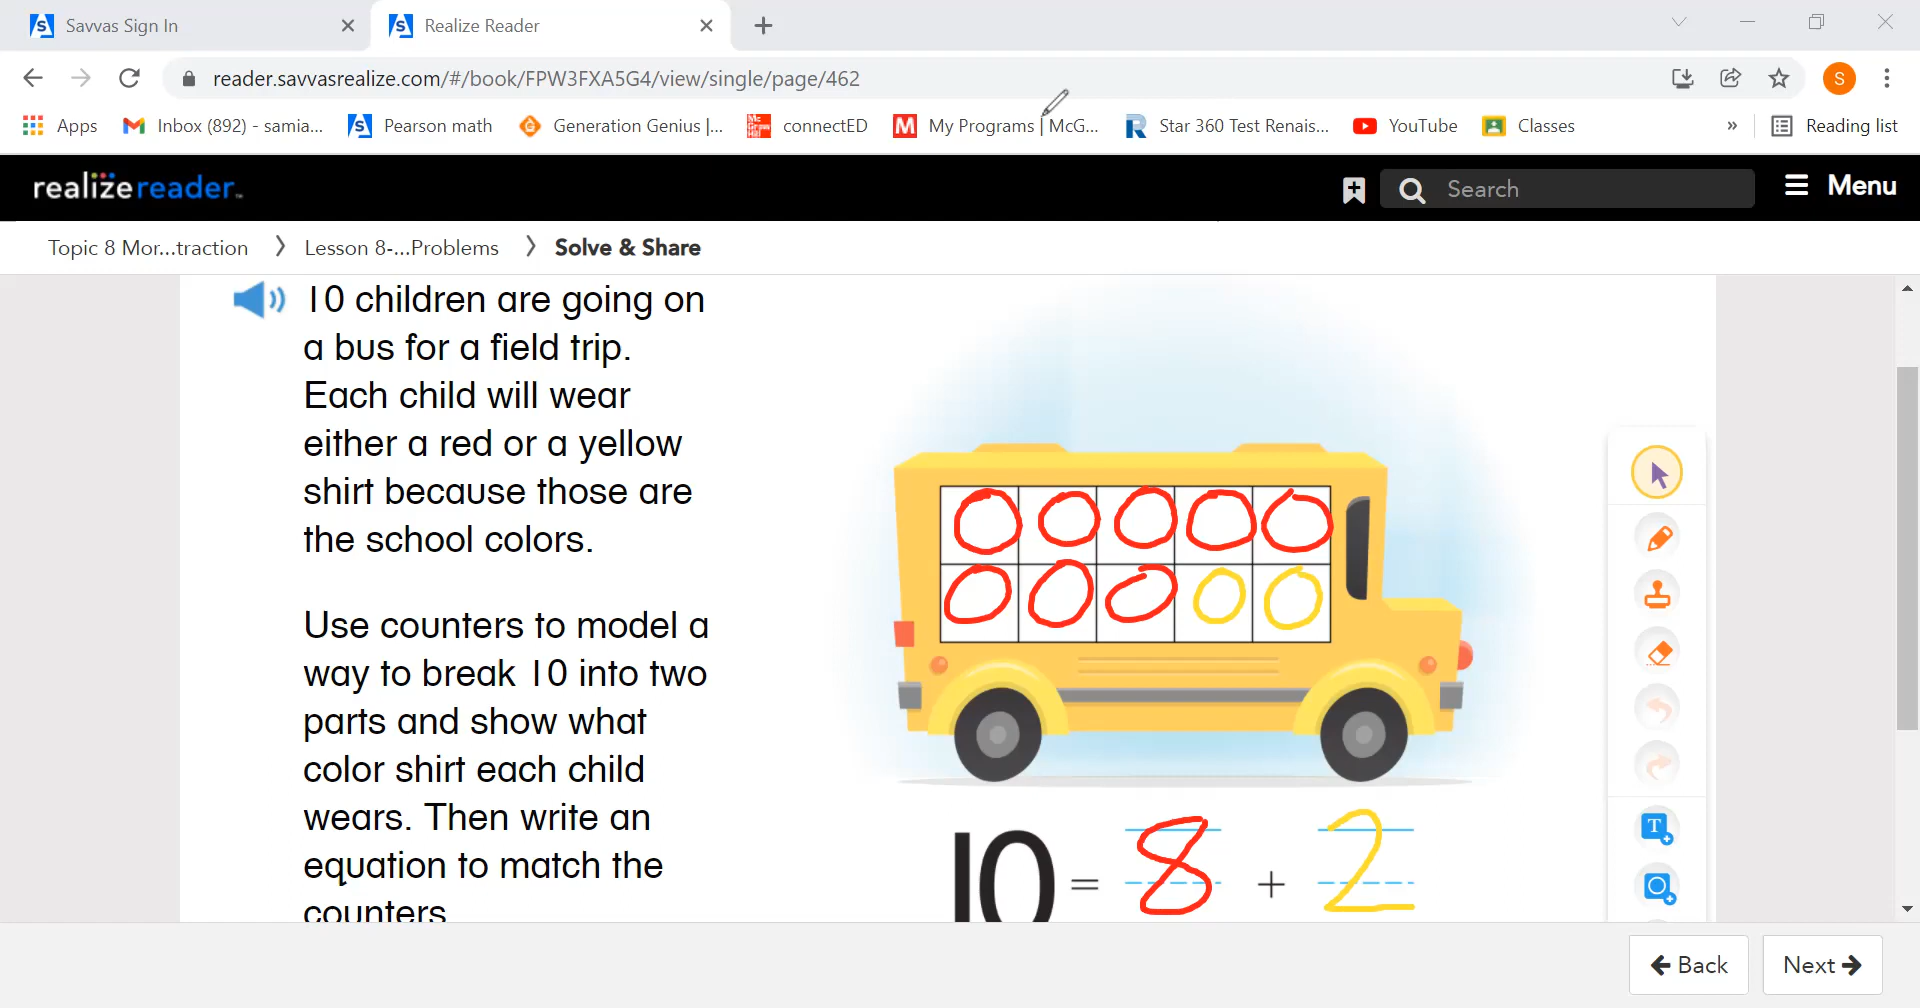 Savvas Sign In
Realize Reader
reader.savvasrealize.com/#/book/FPW3FXA5G4/view/single/page/462
S
Apps
Inbox (892) - samia...
Pearson math
Generation Genius |...
connectED
My Programs | McG...
Star 360 Test Renais...
YouTube
Classes
»
Reading list
realizereader
Search
Menu
Topic 8 Mor...traction
Lesson 8-...Problems
Solve & Share
10 children are going on
a bus for a field trip.
Each child will wear
either a red or a yellow
shirt because those are
the school colors.
Use counters to model a
way to break 10 into two
parts and show what
color shirt each child
wears. Then write an
equation to match the
counters
10 = 8 + 2
Back
Next